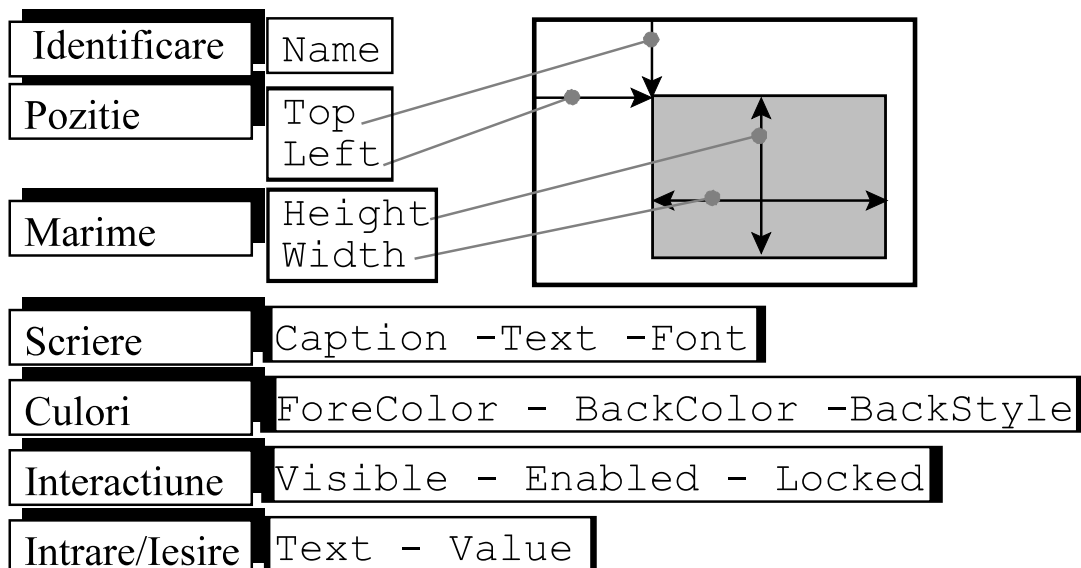 Identificare
Name
Pozitie
Top
Left
Marime
Height
Width
Scriere
Caption -Text -Font
Culori
ForeColor - BackColor -BackStyle
Interactiune
Visible - Enabled - Locked
Intrare/Iesire
Text - Value